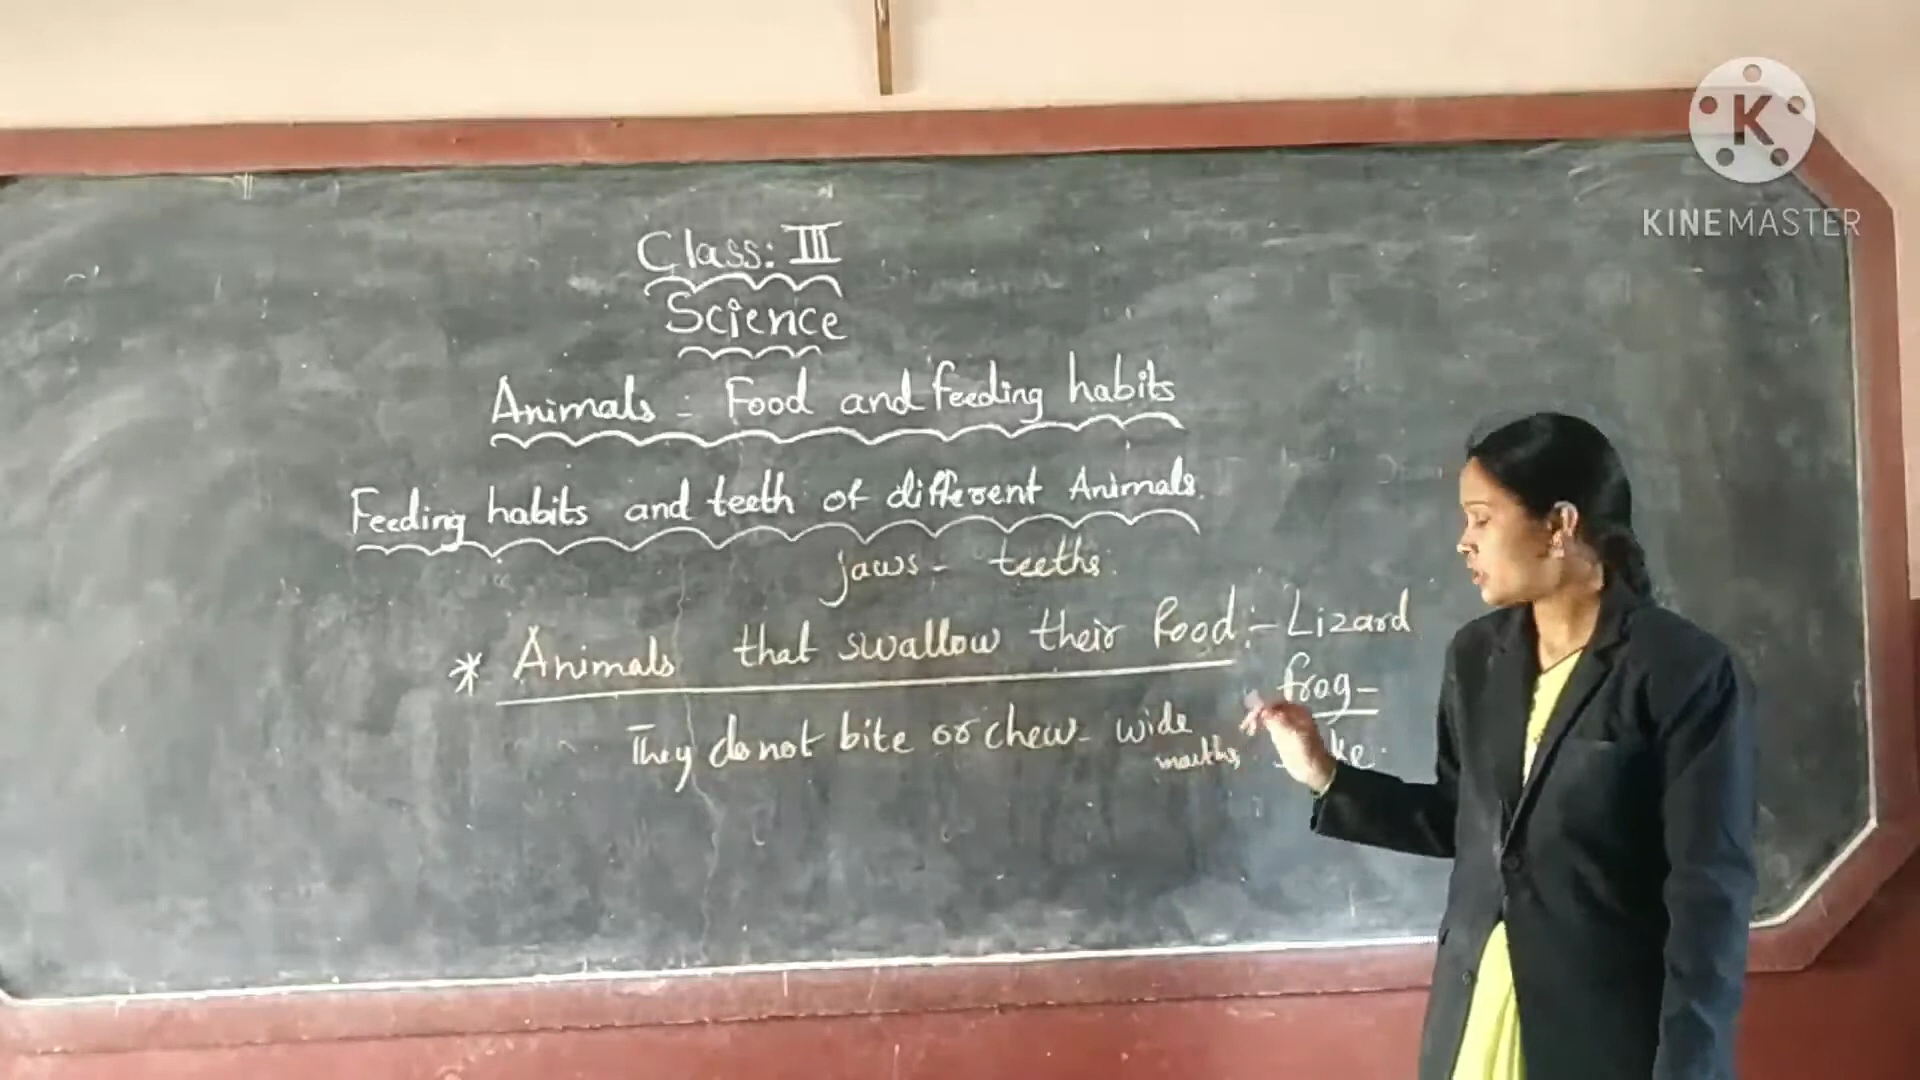 K
KINEMASTER
Class: III
Science
Animals - Food and feeding habits
Feeding habits and teeth of different Animals.
jaws - teeths.
* Animals that swallow their food :- Lizard
frog -
They do not bite or chew - wide
mouths,